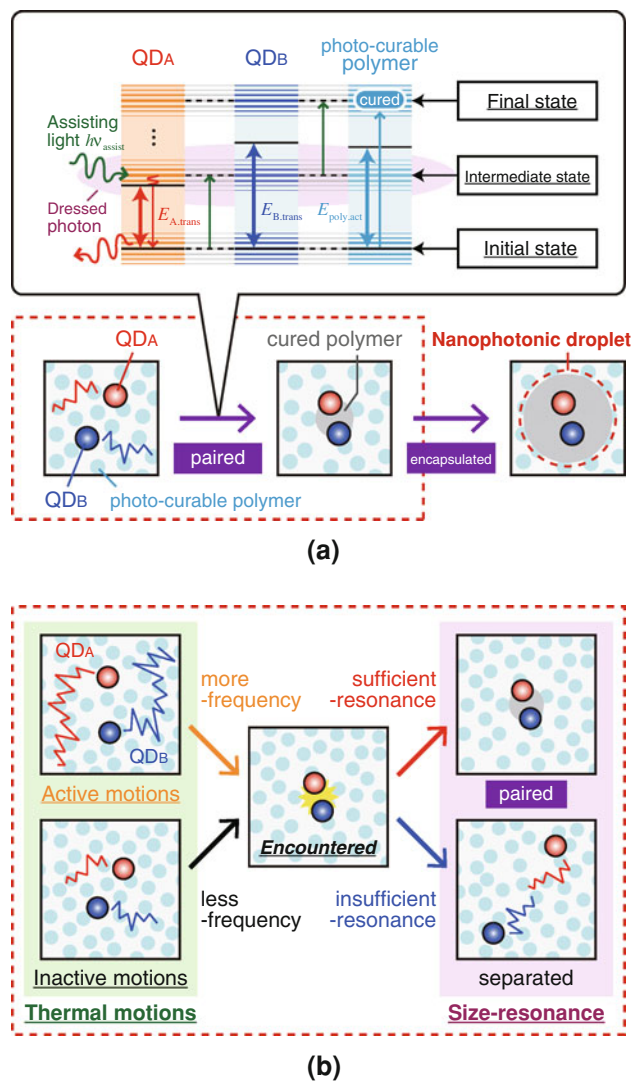 QDA
QDB
photo-curable
polymer
cured
Final state
Assisting
light hνassist
Intermediate state
Dressed
photon
EA.trans
EB.trans
Epoly.act
Initial state
QDA
cured polymer
Nanophotonic droplet
paired
encapsulated
QDB
photo-curable polymer
(a)
QDA
QDB
more
-frequency
sufficient
-resonance
Active motions
paired
Encountered
less
-frequency
insufficient
-resonance
Inactive motions
separated
Thermal motions
Size-resonance
(b)